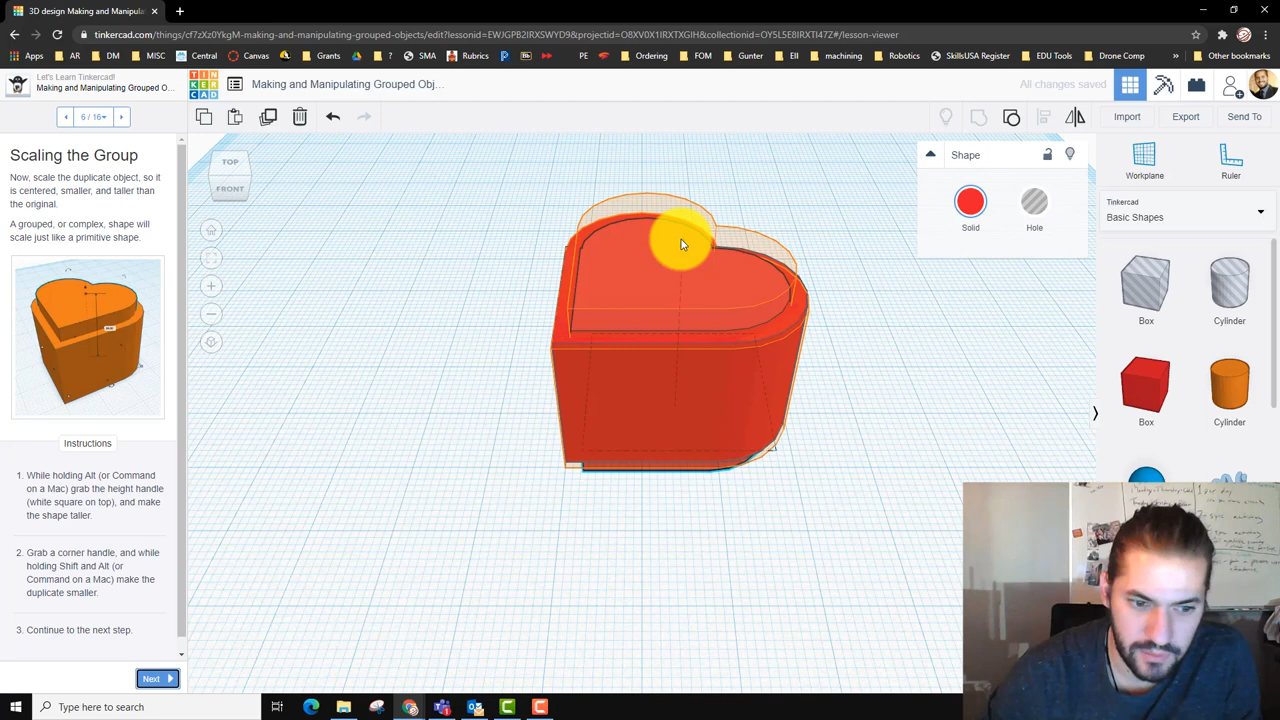 3D design Making and Manipula
tinkercad.com/things/cf7zXz0YkgM-making-and-manipulating-grouped-objects/edit?lessonid=EWJGPB2IRXSWYD9&projectid=O8XV0X1IRXTXGIH&collectionid=OY5L5E8IRXTI47Z#/lesson-viewer
Apps AR DM MISC Central Canvas Grants Misc. PE Ordering FOM Gunter EII machining Robotics SkillsUSA Register EDU Tools Drone Comp » Other bookmarks
SMA Rubrics
Let's Learn Tinkercad!
Making and Manipulating Grouped O...
TIN
KER
CAD
Making and Manipulating Grouped Obj...
All changes saved
6 / 16
Import Export Send To
Scaling the Group
Now, scale the duplicate object, so it
is centered, smaller, and taller than
the original.
A grouped, or complex, shape will
scale just like a primitive shape.
Instructions
1. While holding Alt (or Command
on a Mac) grab the height handle
(white square on top), and make
the shape taller.
2. Grab a corner handle, and while
holding Shift and Alt (or
Command on a Mac) make the
duplicate smaller.
3. Continue to the next step.
Next
TOP
FRONT
Shape
Solid
Hole
Workplane
Ruler
Tinkercad
Basic Shapes
Box
Cylinder
Box
Cylinder
Type here to search